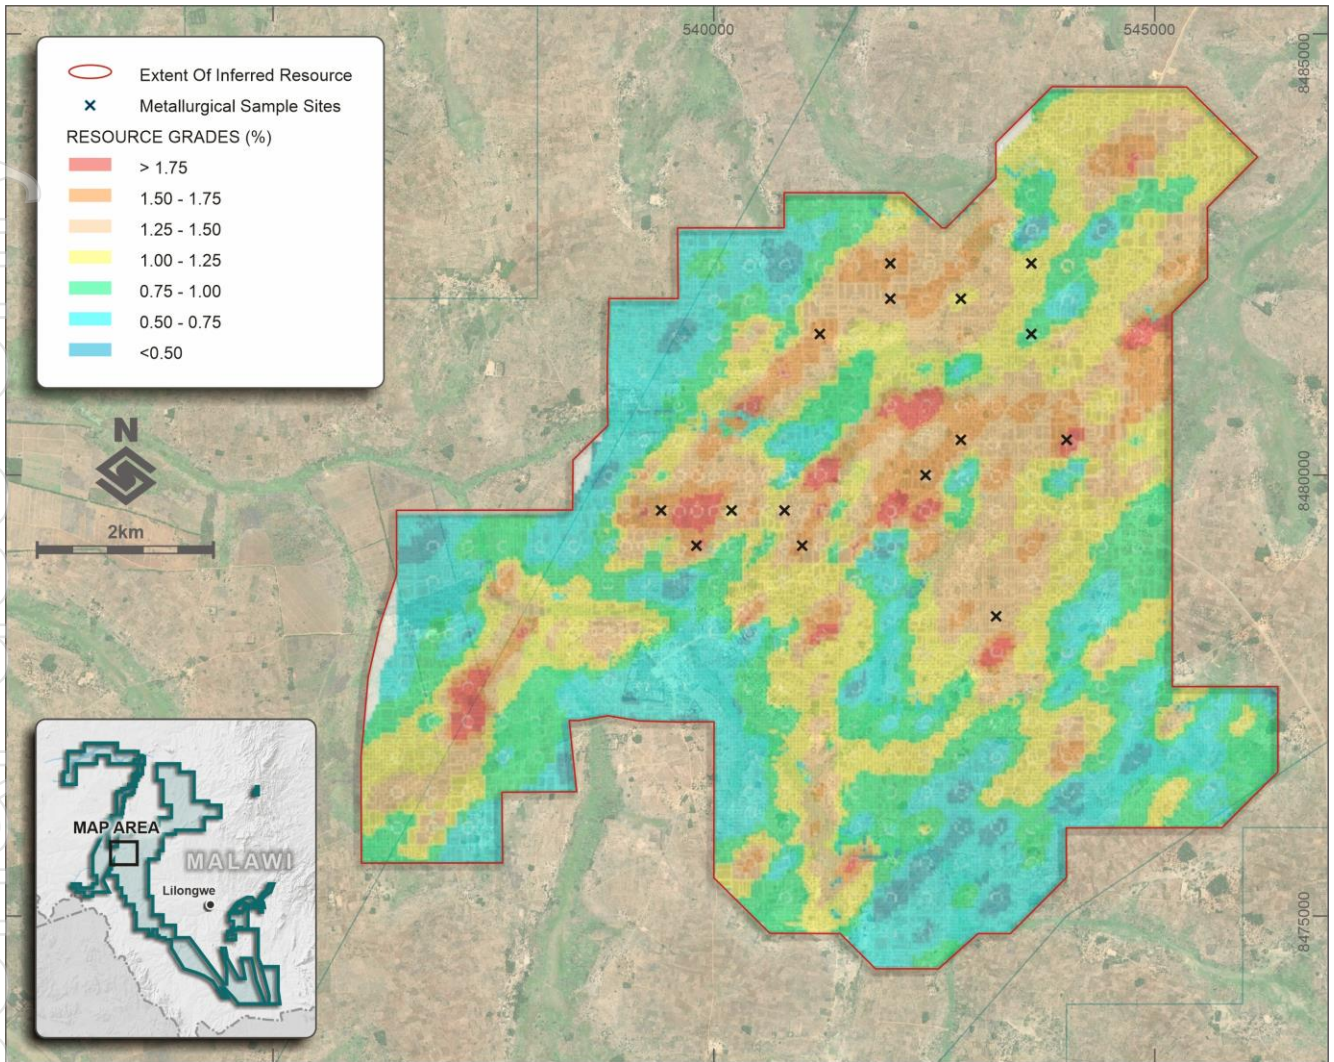 540000
545000
8485000
Extent Of Inferred Resource
Metallurgical Sample Sites
RESOURCE GRADES (%)
> 1.75
1.50 - 1.75
1.25 - 1.50
1.00 - 1.25
0.75 - 1.00
0.50 - 0.75
<0.50
N
2km
8480000
MAP AREA
MALAWI
Lilongwe
8475000